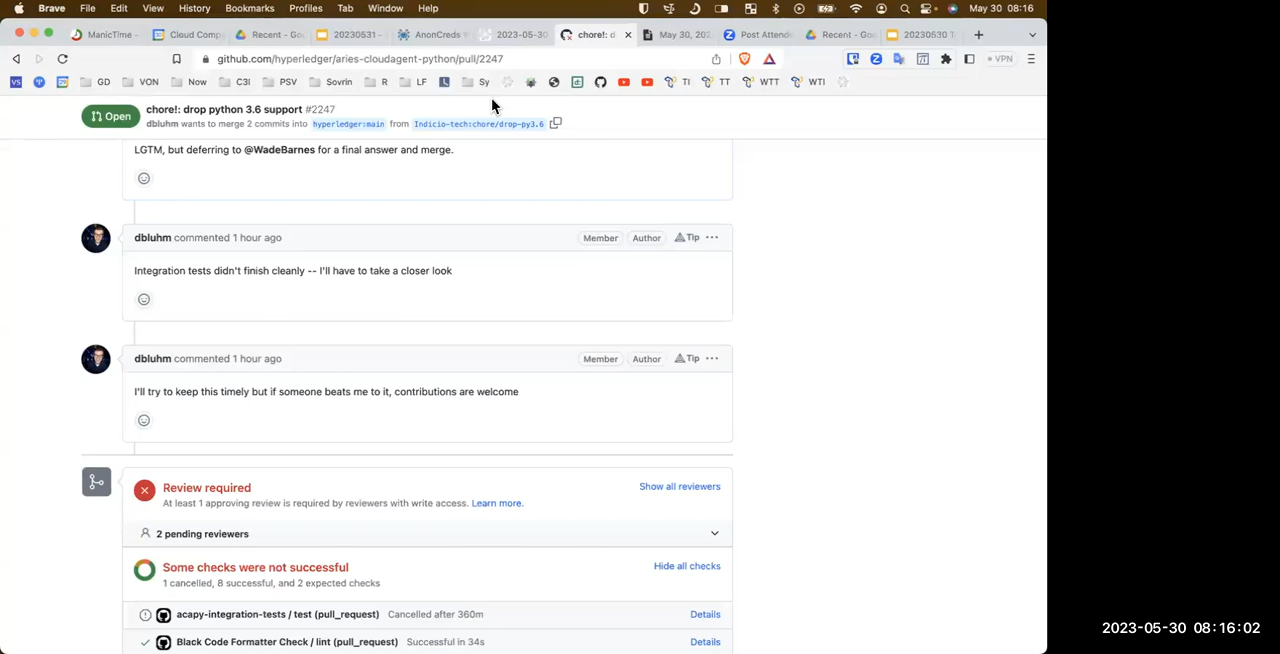 Brave File Edit View History Bookmarks Profiles Tab Window Help May 30 08:16
ManicTime - Cloud Comp Recent - Goo 20230531 - AnonCreds 2023-05-30 chore!: d May 30, 202 Post Attende Recent - Goo 20230630 T
github.com/hyperledger/aries-cloudagent-python/pull/2247 VPN
VS GD VON Now C3I PSV Sovrin R LF L Sy TI TT WTT WTI
Open
chore!: drop python 3.6 support #2247
dbluhm wants to merge 2 commits into hyperledger:main from Indicio-tech:chore/drop-py3.6
LGTM, but deferring to @WadeBarnes for a final answer and merge.
dbluhm commented 1 hour ago Member Author Tip ...
Integration tests didn't finish cleanly -- I'll have to take a closer look
dbluhm commented 1 hour ago Member Author Tip ...
I'll try to keep this timely but if someone beats me to it, contributions are welcome
Review required Show all reviewers
At least 1 approving review is required by reviewers with write access. Learn more.
2 pending reviewers
Some checks were not successful Hide all checks
1 cancelled, 8 successful, and 2 expected checks
acapy-integration-tests / test (pull_request) Cancelled after 360m Details
Black Code Formatter Check / lint (pull_request) Successful in 34s Details
2023-05-30 08:16:02